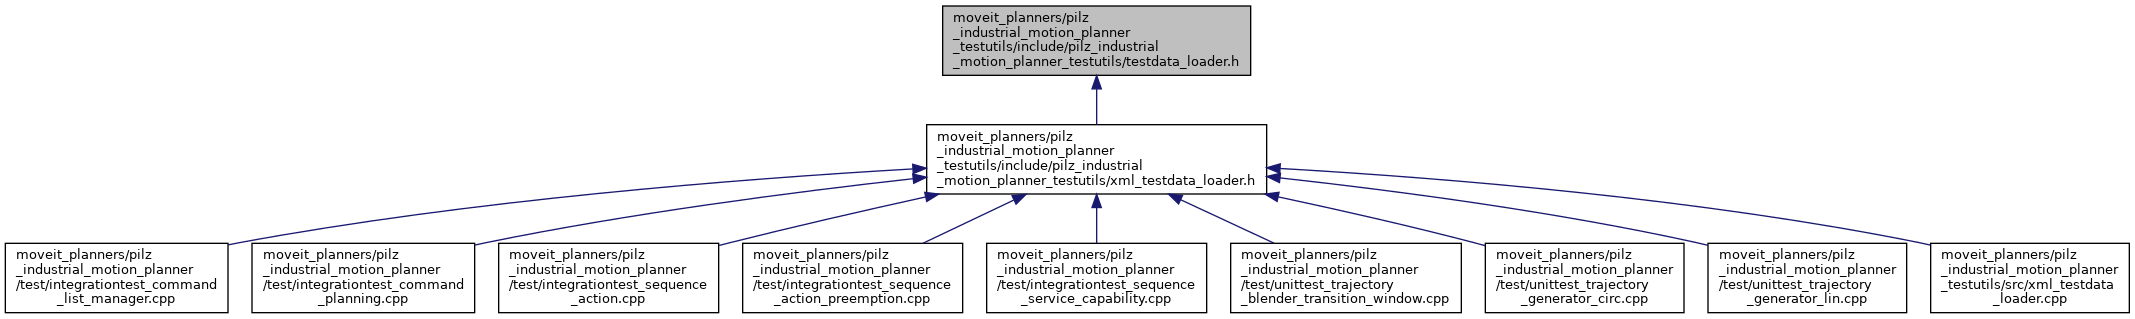 moveit_planners/pilz
_industrial_motion_planner
_testutils/include/pilz_industrial
_motion_planner_testutils/testdata_loader.h
moveit_planners/pilz
_industrial_motion_planner
_testutils/include/pilz_industrial
_motion_planner_testutils/xml_testdata_loader.h
moveit_planners/pilz
_industrial_motion_planner
/test/integrationtest_command
_list_manager.cpp
moveit_planners/pilz
_industrial_motion_planner
/test/integrationtest_command
_planning.cpp
moveit_planners/pilz
_industrial_motion_planner
/test/integrationtest_sequence
_action.cpp
moveit_planners/pilz
_industrial_motion_planner
/test/integrationtest_sequence
_action_preemption.cpp
moveit_planners/pilz
_industrial_motion_planner
/test/integrationtest_sequence
_service_capability.cpp
moveit_planners/pilz
_industrial_motion_planner
/test/unittest_trajectory
_blender_transition_window.cpp
moveit_planners/pilz
_industrial_motion_planner
/test/unittest_trajectory
_generator_circ.cpp
moveit_planners/pilz
_industrial_motion_planner
/test/unittest_trajectory
_generator_lin.cpp
moveit_planners/pilz
_industrial_motion_planner
_testutils/src/xml_testdata
_loader.cpp